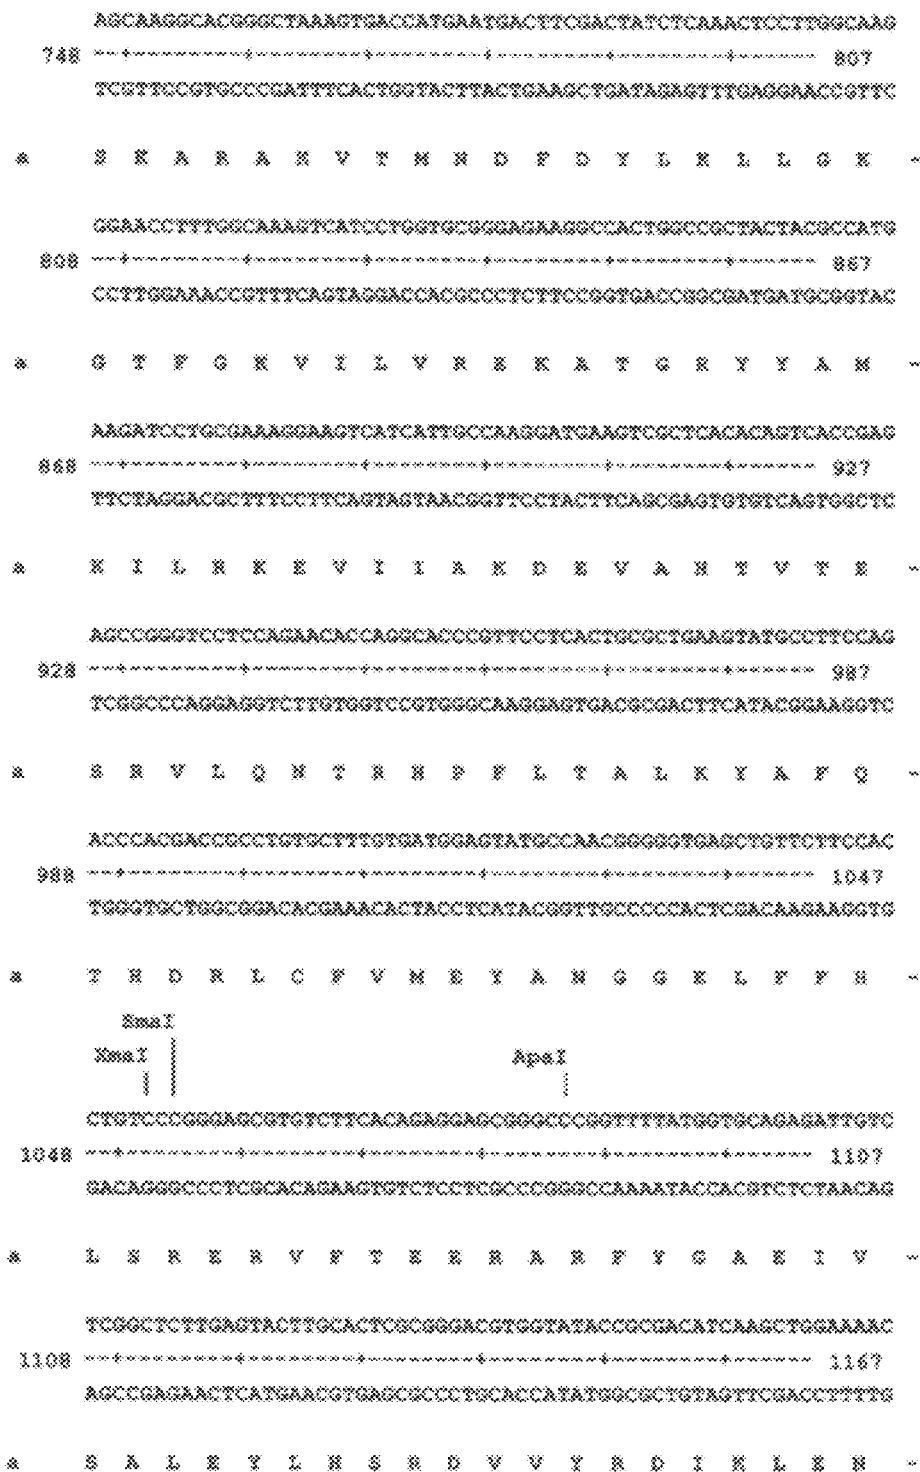 AGCAAGGCACGGGCTAAAGTGACCATGAATGACTTCGACTATCTCAAACTCCTTGGCAAG
748 --+---------+---------+---------+---------+---------+------- 807
TCGTTCCGTGCCCGATTTCACTGGTACTTACTGAAGCTGATAGAGTTTGAGGAACCGTTC
a S K A R A K V T M N D F D Y L K L L G K -
GGAACCTTTGGCAAAGTCATCCTGGTGCGGGAGAAGGCCACTGGCCGCTACTACGCCATG
808 --+---------+---------+---------+---------+---------+------- 867
CCTTGGAAACCGTTTCAGTAGGACCACGCCCTCTTCCGGTGACCGGCGATGATGCGGTAC
a G T F G K V I L V R E K A T G R Y Y A M -
AAGATCCTGCGAAAGGAAGTCATCATTGCCAAGGATGAAGTCGCTCACACAGTCACCGAG
868 --+---------+---------+---------+---------+---------+------- 927
TTCTAGGACGCTTTCCTTCAGTAGTAACGGTTCCTACTTCAGCGAGTGTGTCAGTGGCTC
a K I L R K E V I I A K D E V A H T V T E -
AGCCGGGTCCTCCAGAACACCAGGCACCCGTTCCTCACTGCGCTGAAGTATGCCTTCCAG
928 --+---------+---------+---------+---------+---------+------- 987
TCGGCCCAGGAGGTCTTGTGGTCCGTGGGCAAGGAGTGACGCGACTTCATACGGAAGGTC
a S R V L Q N T R H P F L T A L K Y A F Q -
ACCCACGACCGCCTGTGCTTTGTGATGGAGTATGCCAACGGGGGTGAGCTGTTCTTCCAC
988 --+---------+---------+---------+---------+---------+------- 1047
TGGGTGCTGGCGGACACGAAACACTACCTCATACGGTTGCCCCCACTCGACAAGAAGGTG
a T H D R L C F V M E Y A N G G E L F F H -
SmaI
XmaI ApaI
CTGTCCCGGGAGCGTGTCTTCACAGAGGAGCGGGCCCGGTTTTATGGTGCAGAGATTGTC
1048 --+---------+---------+---------+---------+---------+------- 1107
GACAGGGCCCTCGCACAGAAGTGTCTCCTCGCCCGGGCCAAAATACCACGTCTCTAACAG
a L S R E R V F T E E R A R F Y G A E I V -
TCGGCTCTTGAGTACTTGCACTCGCGGGACGTGGTATACCGCGACATCAAGCTGGAAAAC
1108 --+---------+---------+---------+---------+---------+------- 1167
AGCCGAGAACTCATGAACGTGAGCGCCCTGCACCATATGGCGCTGTAGTTCGACCTTTTG
a S A L E Y L H S R D V V Y R D I K L E N -